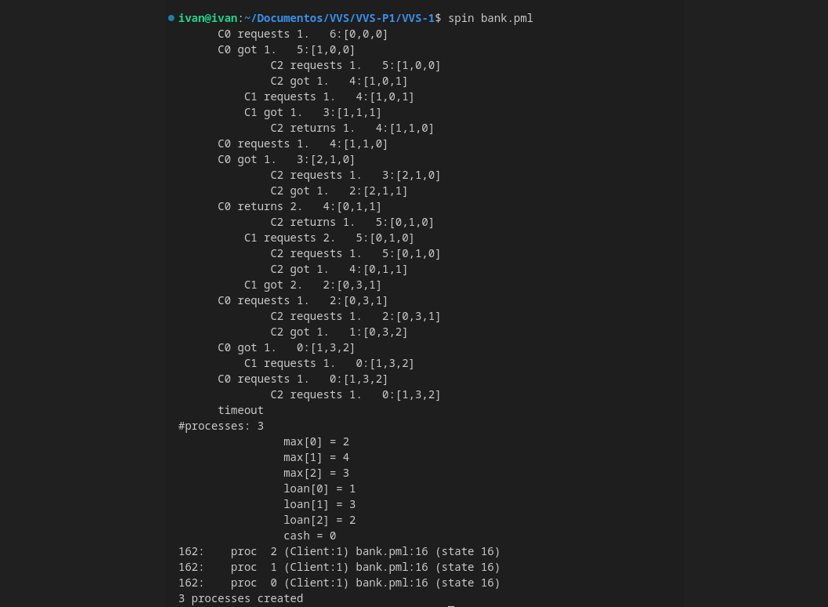 ivan@ivan:~/Documentos/VVS/VVS-P1/VVS-1$ spin bank.pml
C0 requests 1.   6:[0,0,0]
C0 got 1.   5:[1,0,0]
C2 requests 1.   5:[1,0,0]
C2 got 1.   4:[1,0,1]
C1 requests 1.   4:[1,0,1]
C1 got 1.   3:[1,1,1]
C2 returns 1.   4:[1,1,0]
C0 requests 1.   4:[1,1,0]
C0 got 1.   3:[2,1,0]
C2 requests 1.   3:[2,1,0]
C2 got 1.   2:[2,1,1]
C0 returns 2.   4:[0,1,1]
C2 returns 1.   5:[0,1,0]
C1 requests 2.   5:[0,1,0]
C2 requests 1.   5:[0,1,0]
C2 got 1.   4:[0,1,1]
C1 got 2.   2:[0,3,1]
C0 requests 1.   2:[0,3,1]
C2 requests 1.   2:[0,3,1]
C2 got 1.   1:[0,3,2]
C0 got 1.   0:[1,3,2]
C1 requests 1.   0:[1,3,2]
C0 requests 1.   0:[1,3,2]
C2 requests 1.   0:[1,3,2]
timeout
#processes: 3
max[0] = 2
max[1] = 4
max[2] = 3
loan[0] = 1
loan[1] = 3
loan[2] = 2
cash = 0
162:    proc  2 (Client:1) bank.pml:16 (state 16)
162:    proc  1 (Client:1) bank.pml:16 (state 16)
162:    proc  0 (Client:1) bank.pml:16 (state 16)
3 processes created